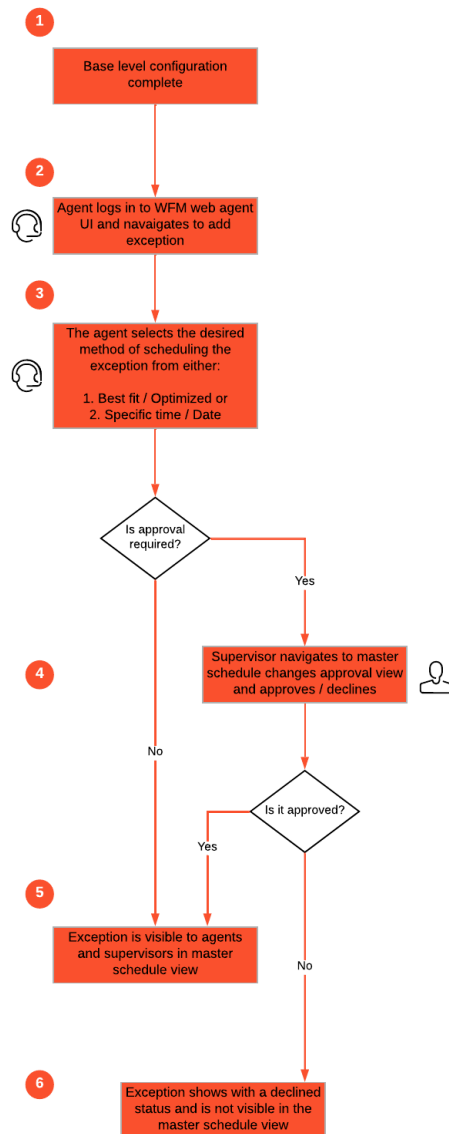 1
Base level configuration
complete
2
Agent logs in to WFM web agent
UI and navaigates to add
exception
3
The agent selects the desired
method of scheduling the
exception from either:
1. Best fit / Optimized or
2. Specific time / Date
Is approval
required?
Yes
4
Supervisor navigates to master
schedule changes approval view
and approves / declines
No
Is it approved?
Yes
5
Exception is visible to agents
and supervisors in master
schedule view
No
6
Exception shows with a declined
status and is not visible in the
master schedule view